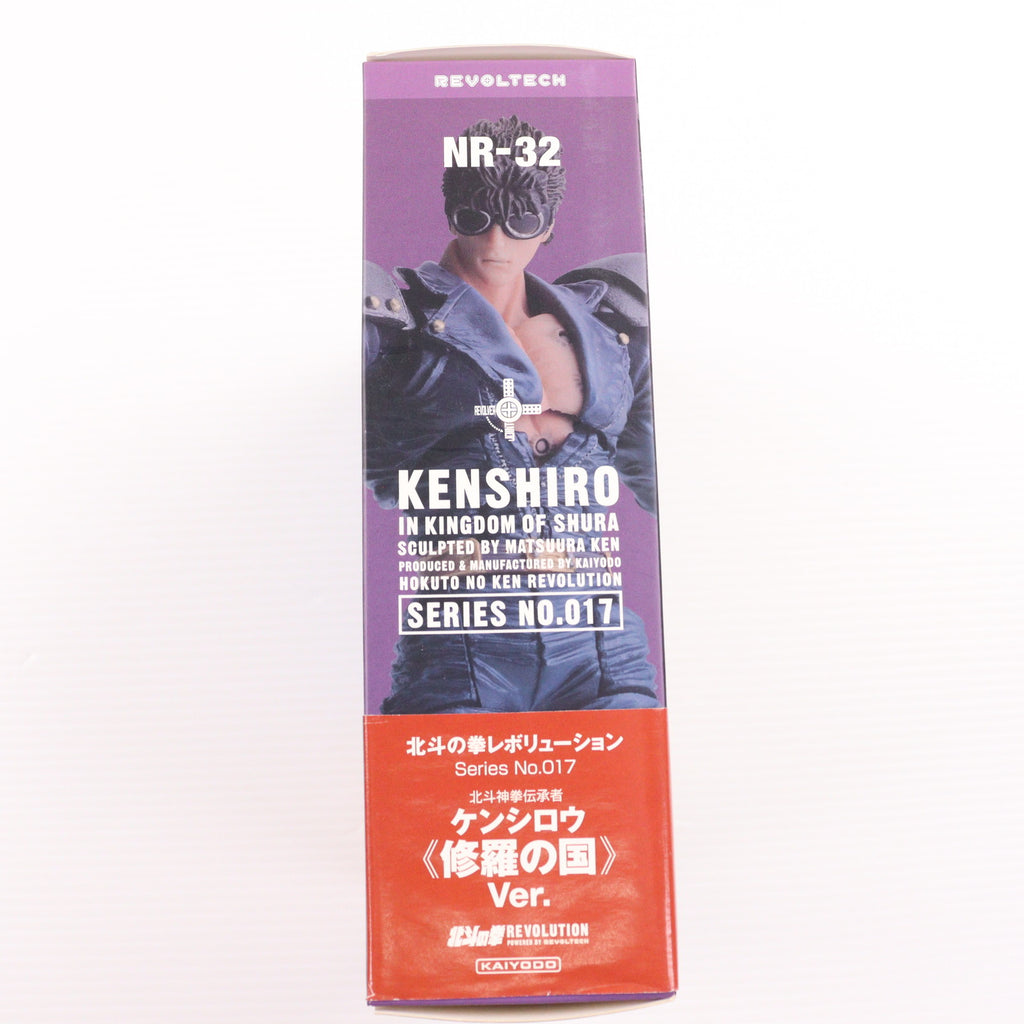 REVOLTECH
NR-32
REVOLVER
JOINT
KENSHIRO
IN KINGDOM OF SHURA
SCULPTED BY MATSUURA KEN
PRODUCED & MANUFACTURED BY KAIYODO
HOKUTO NO KEN REVOLUTION
SERIES NO.017
北斗の拳レボリューション
Series No.017
北斗神拳伝承者
ケンシロウ
《修羅の国》
Ver.
北斗の拳 REVOLUTION
POWERED BY REVOLTECH
KAIYODO